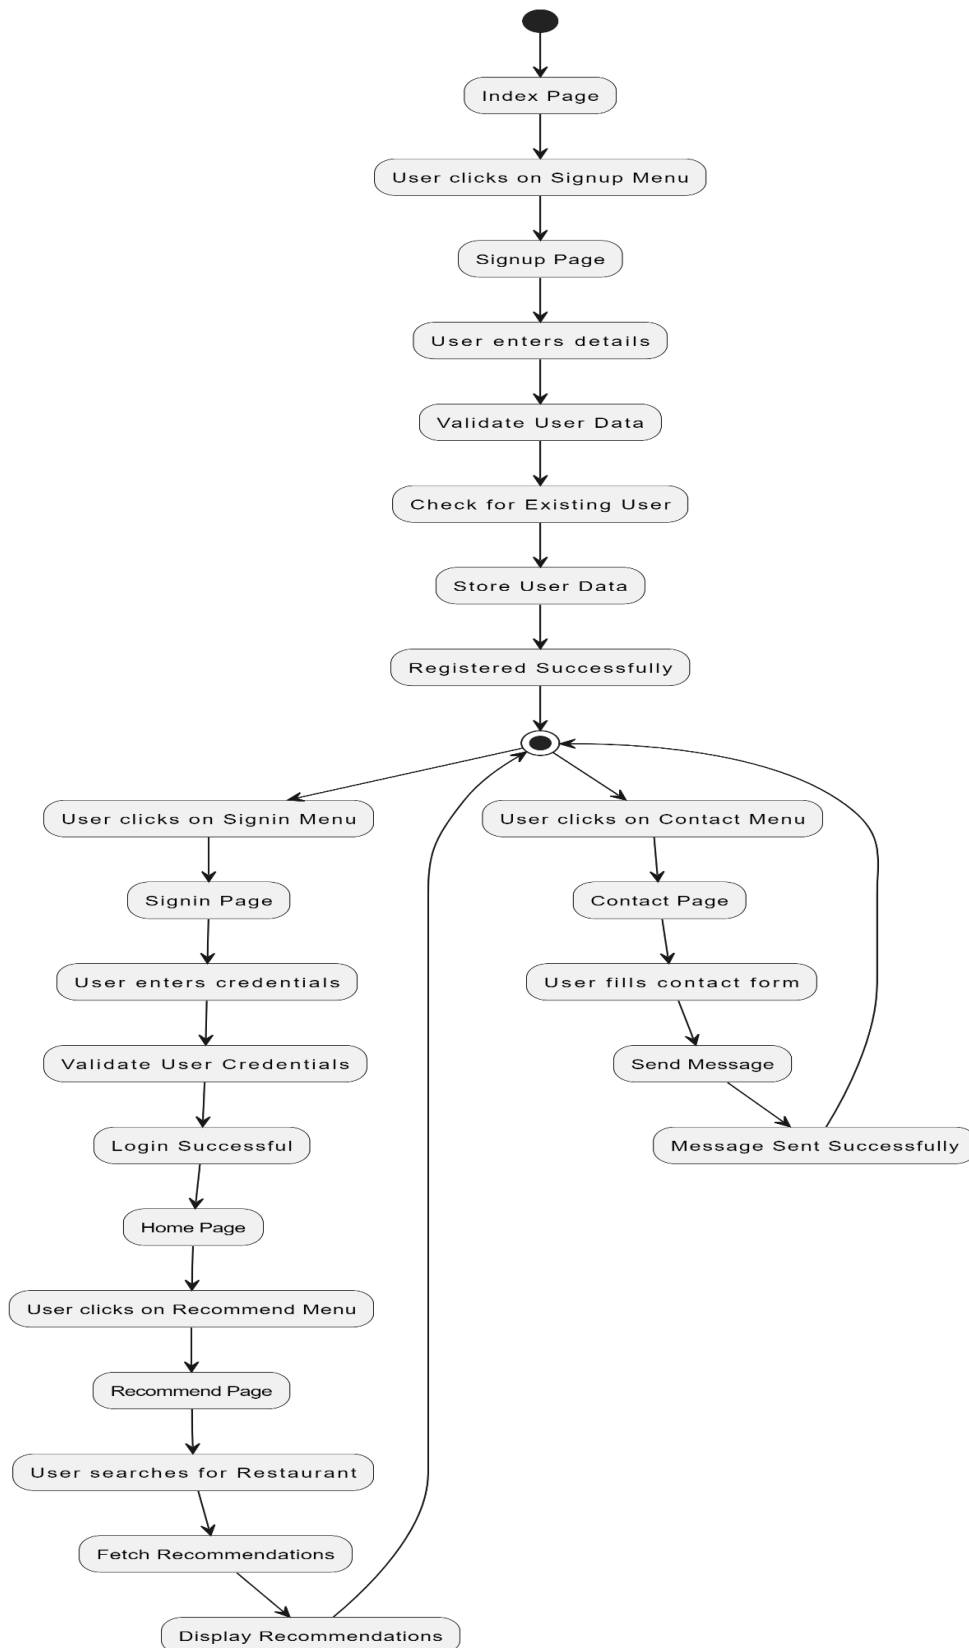 Index Page
User clicks on Signup Menu
Signup Page
User enters details
Validate User Data
Check for Existing User
Store User Data
Registered Successfully
User clicks on Signin Menu
Signin Page
User enters credentials
Validate User Credentials
Login Successful
Home Page
User clicks on Recommend Menu
Recommend Page
User searches for Restaurant
Fetch Recommendations
Display Recommendations
User clicks on Contact Menu
Contact Page
User fills contact form
Send Message
Message Sent Successfully